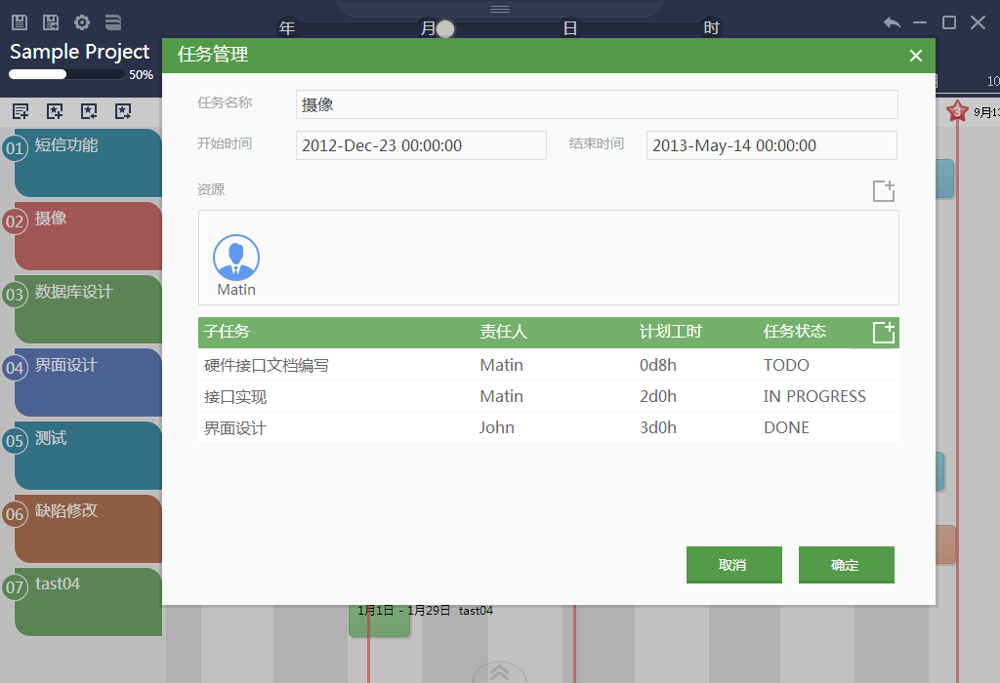 年 月 日 时
Sample Project
50%
任务管理
10
任务名称 摄像
开始时间 2012-Dec-23 00:00:00 结束时间 2013-May-14 00:00:00
资源
Matin
子任务 责任人 计划工时 任务状态
硬件接口文档编写 Matin 0d8h TODO
接口实现 Matin 2d0h IN PROGRESS
界面设计 John 3d0h DONE
取消 确定
01 短信功能
02 摄像
03 数据库设计
04 界面设计
05 测试
06 缺陷修改
07 tast04
9月13
1月1日 - 1月29日 tast04